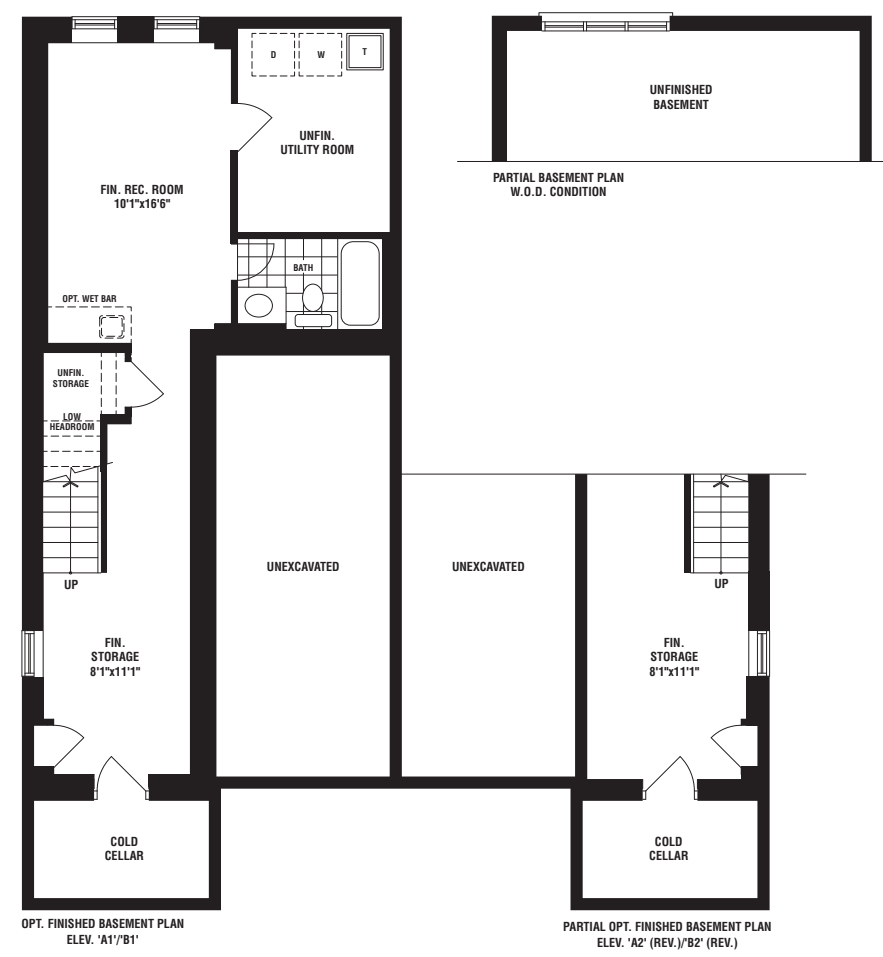 D
W
T
UNFIN.
UTILITY ROOM
FIN. REC. ROOM
10'1"x16'6"
BATH
OPT. WET BAR
UNFIN.
STORAGE
LOW
HEADROOM
UP
UNEXCAVATED
FIN.
STORAGE
8'1"x11'1"
COLD
CELLAR
OPT. FINISHED BASEMENT PLAN
ELEV. 'A1'/'B1'
UNFINISHED
BASEMENT
PARTIAL BASEMENT PLAN
W.O.D. CONDITION
UNEXCAVATED
UP
FIN.
STORAGE
8'1"x11'1"
COLD
CELLAR
PARTIAL OPT. FINISHED BASEMENT PLAN
ELEV. 'A2' (REV.)/'B2' (REV.)